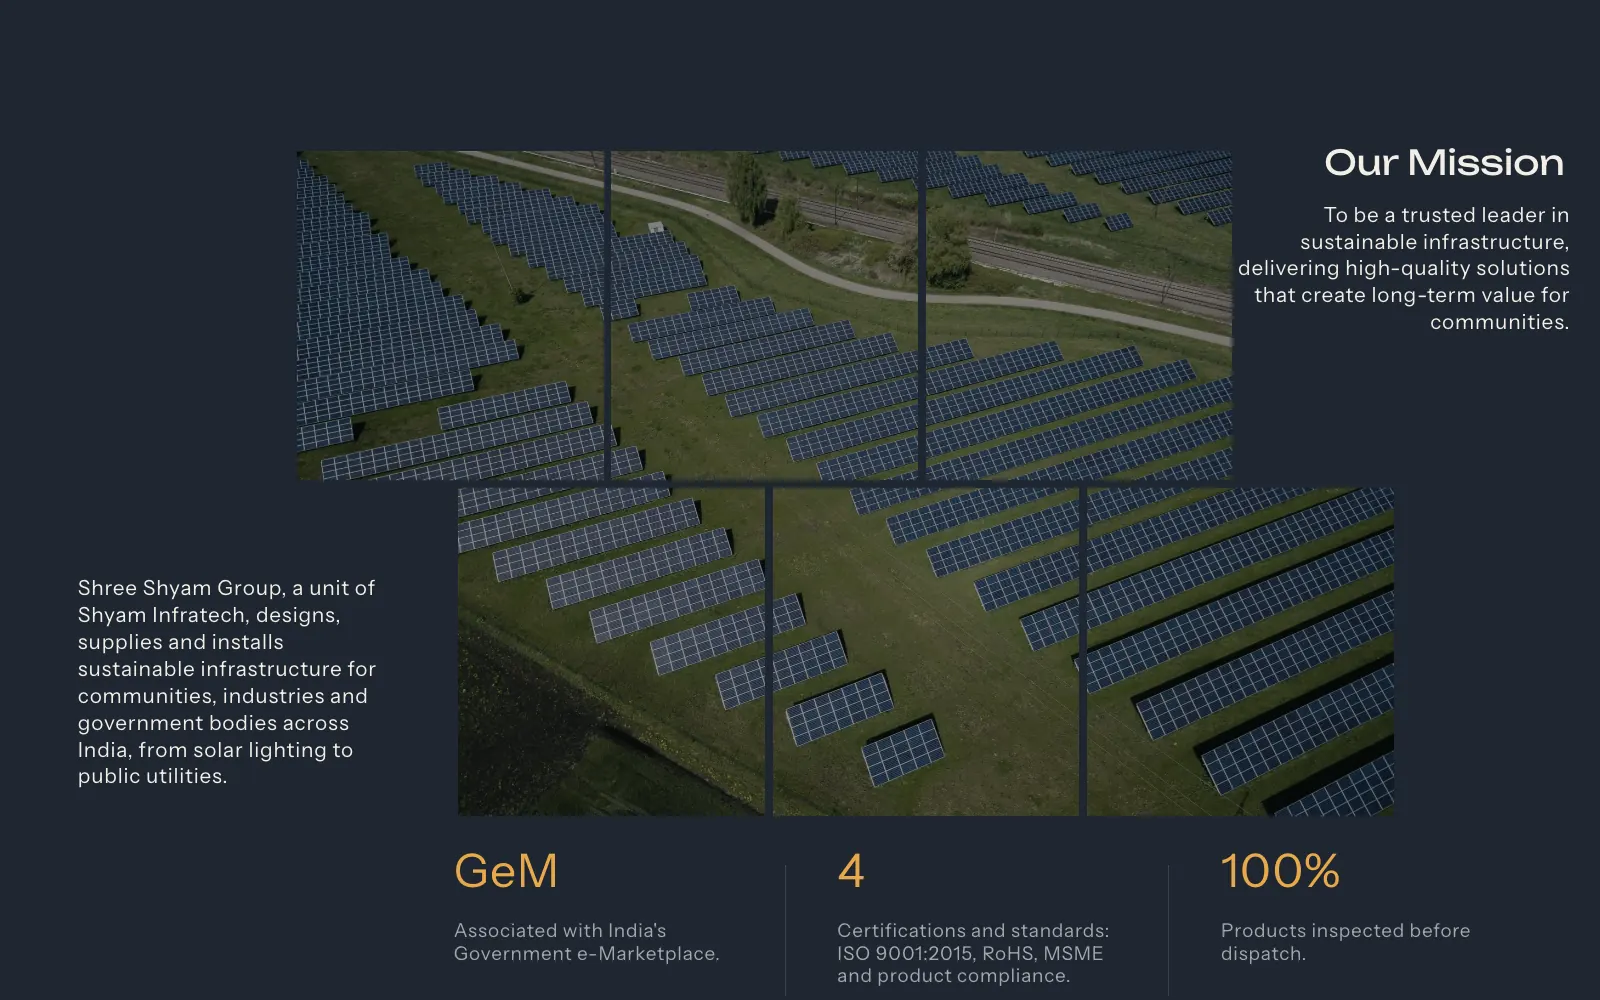 Our Mission
To be a trusted leader in
sustainable infrastructure,
delivering high-quality solutions
that create long-term value for
communities.
Shree Shyam Group, a unit of
Shyam Infratech, designs,
supplies and installs
sustainable infrastructure for
communities, industries and
government bodies across
India, from solar lighting to
public utilities.
GeM
Associated with India's
Government e-Marketplace.
4
Certifications and standards:
ISO 9001:2015, RoHS, MSME
and product compliance.
100%
Products inspected before
dispatch.